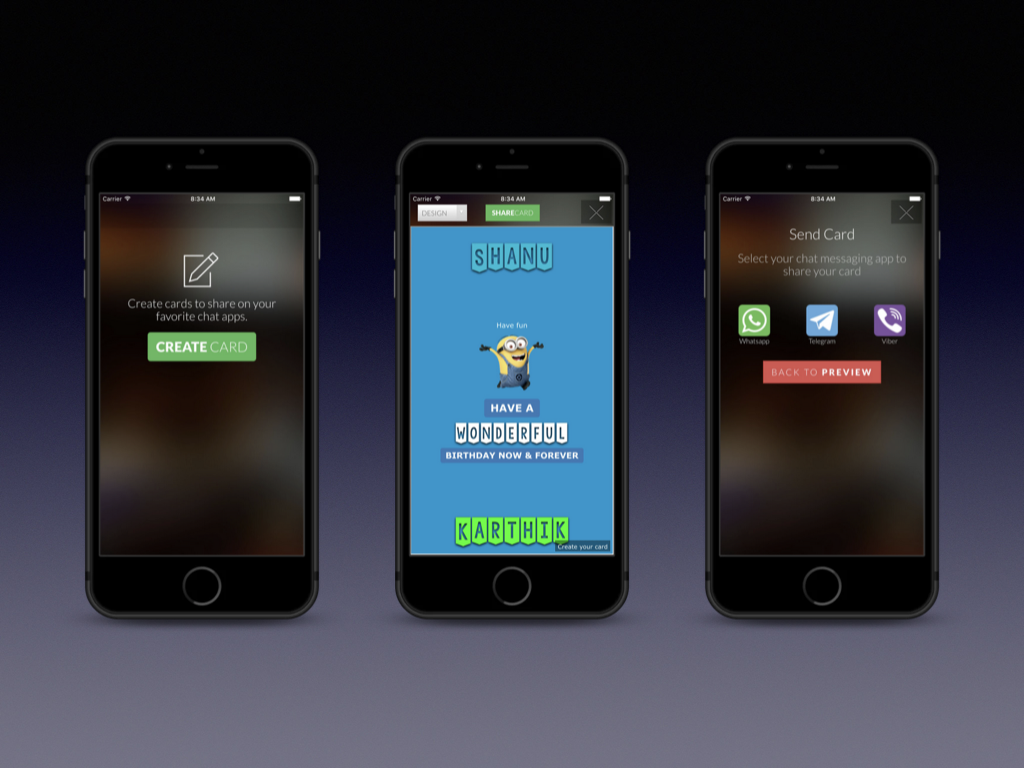 Carrier 8:34 AM
Create cards to share on your
favorite chat apps.
CREATE CARD
Carrier 8:34 AM
DESIGN
SHARECARD
SHANU
Have fun
HAVE A
WONDERFUL
BIRTHDAY NOW & FOREVER
KARTHIK
Create your card
Carrier 8:34 AM
Send Card
Select your chat messaging app to
share your card
Whatsapp Telegram Viber
BACK TO PREVIEW